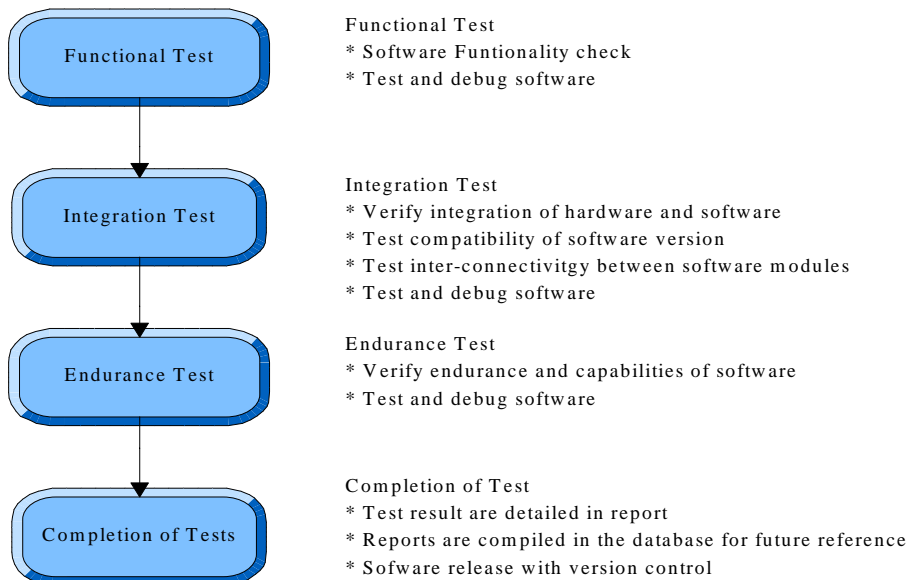 Functional Test
Functional Test
* Software Funtionality check
* Test and debug software
Integration Test
Integration Test
* Verify integration of hardware and software
* Test compatibility of software version
* Test inter-connectivitgy between software modules
* Test and debug software
Endurance Test
Endurance Test
* Verify endurance and capabilities of software
* Test and debug software
Completion of Tests
Completion of Test
* Test result are detailed in report
* Reports are compiled in the database for future reference
* Sofware release with version control